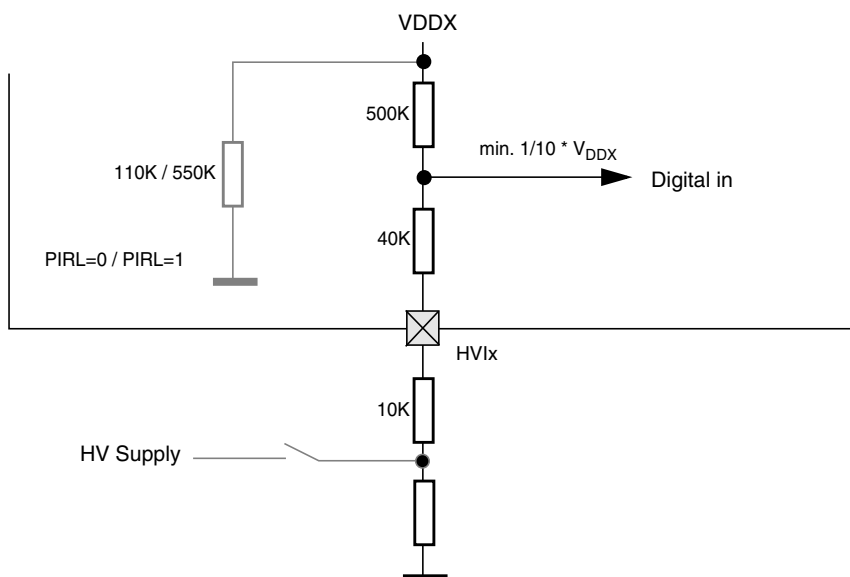 VDDX
500K
min. 1/10 * VDDX
110K / 550K
Digital in
40K
PIRL=0 / PIRL=1
HVIx
10K
HV Supply